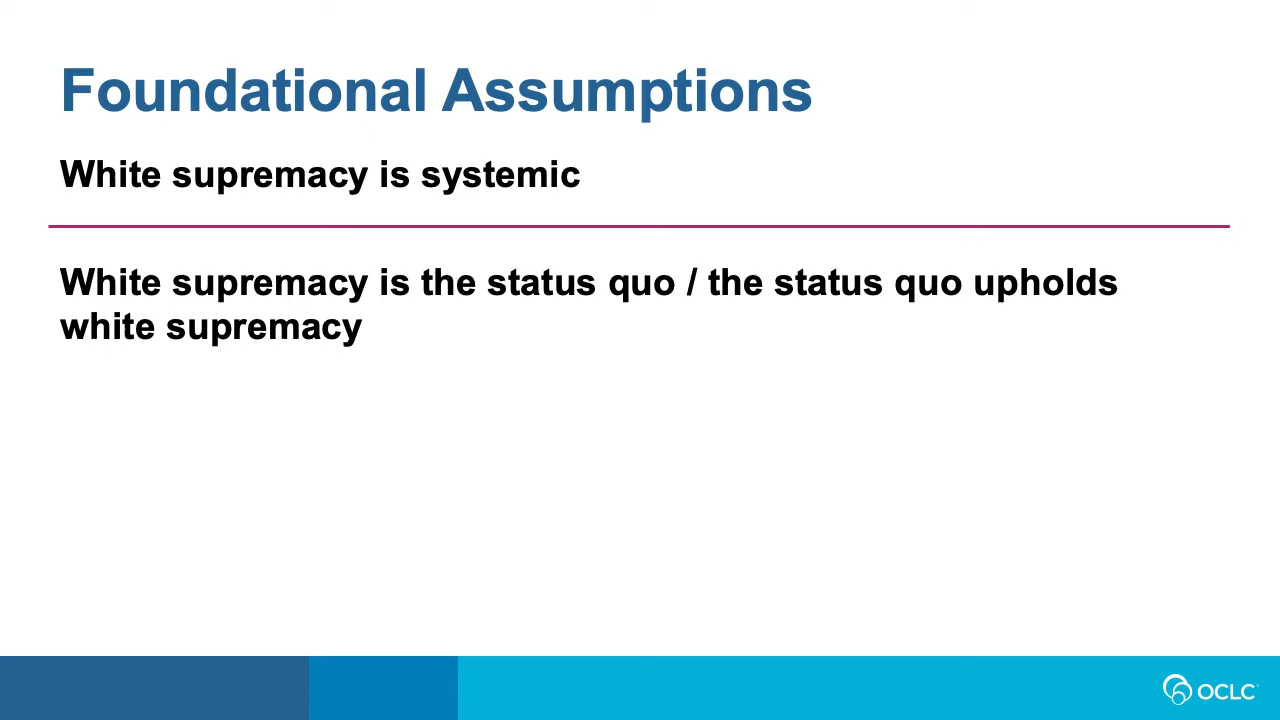 Foundational Assumptions
White supremacy is systemic
White supremacy is the status quo / the status quo upholds
white supremacy
OCLC